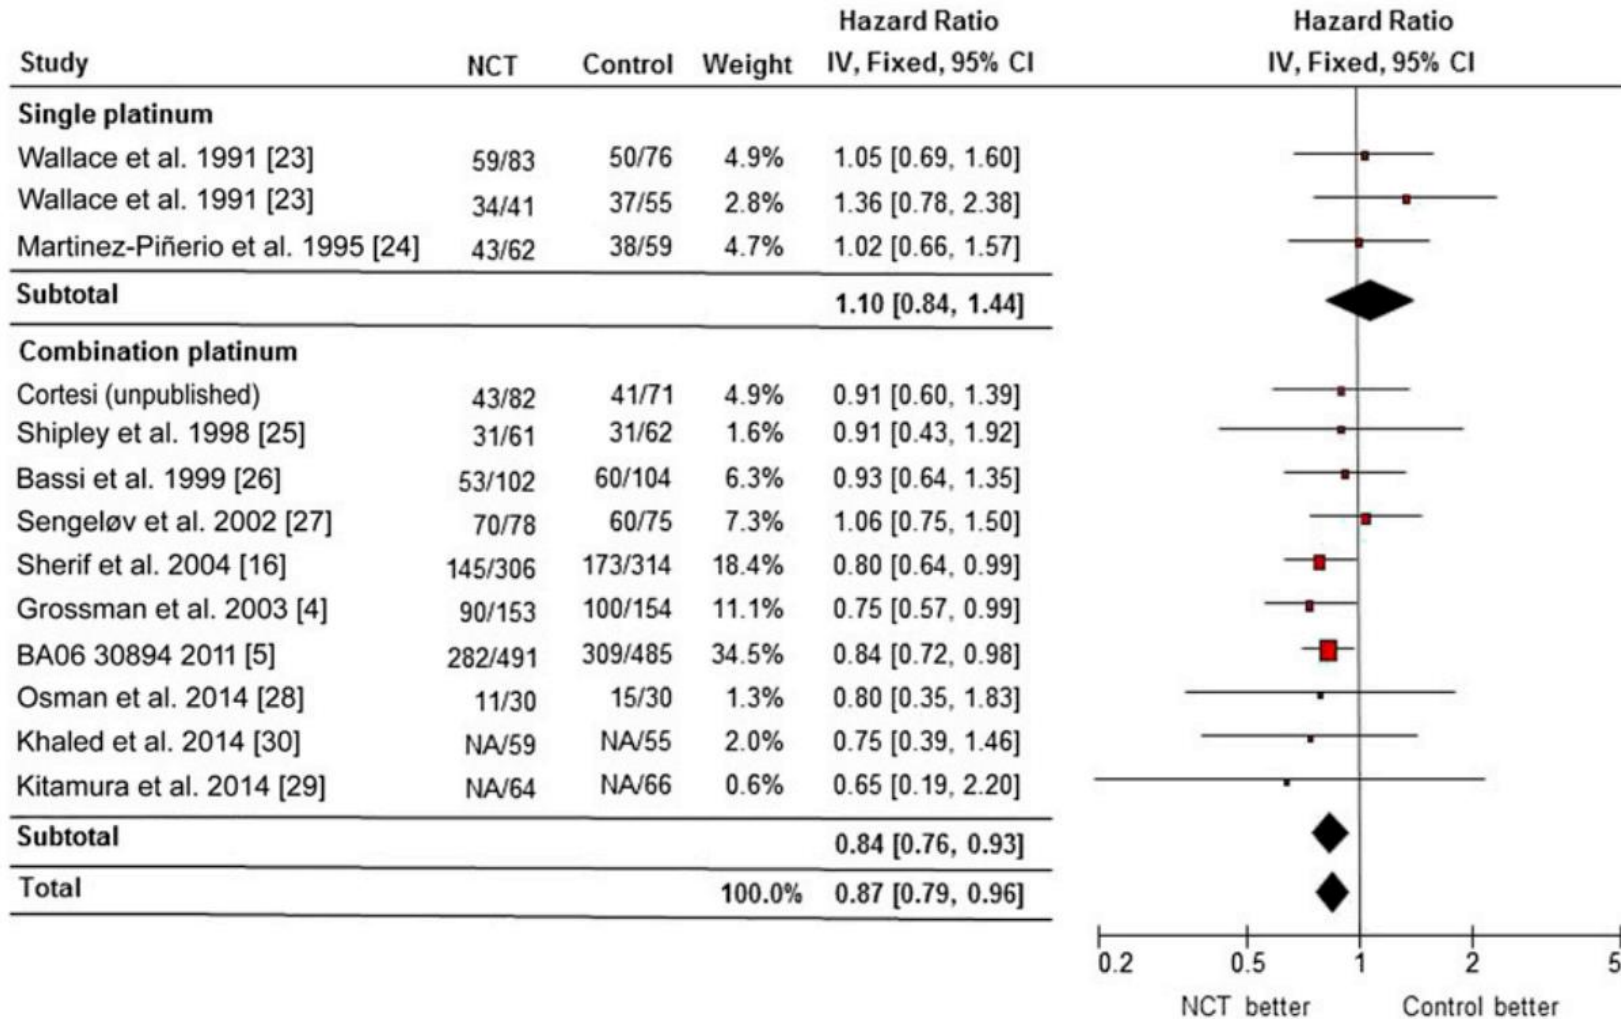 Hazard Ratio Hazard Ratio
Study NCT Control Weight IV, Fixed, 95% CI IV, Fixed, 95% CI
Single platinum
Wallace et al. 1991 [23] 59/83 50/76 4.9% 1.05 [0.69, 1.60]
Wallace et al. 1991 [23] 34/41 37/55 2.8% 1.36 [0.78, 2.38]
Martinez-Piñerio et al. 1995 [24] 43/62 38/59 4.7% 1.02 [0.66, 1.57]
Subtotal 1.10 [0.84, 1.44]
Combination platinum
Cortesi (unpublished) 43/82 41/71 4.9% 0.91 [0.60, 1.39]
Shipley et al. 1998 [25] 31/61 31/62 1.6% 0.91 [0.43, 1.92]
Bassi et al. 1999 [26] 53/102 60/104 6.3% 0.93 [0.64, 1.35]
Sengeløv et al. 2002 [27] 70/78 60/75 7.3% 1.06 [0.75, 1.50]
Sherif et al. 2004 [16] 145/306 173/314 18.4% 0.80 [0.64, 0.99]
Grossman et al. 2003 [4] 90/153 100/154 11.1% 0.75 [0.57, 0.99]
BA06 30894 2011 [5] 282/491 309/485 34.5% 0.84 [0.72, 0.98]
Osman et al. 2014 [28] 11/30 15/30 1.3% 0.80 [0.35, 1.83]
Khaled et al. 2014 [30] NA/59 NA/55 2.0% 0.75 [0.39, 1.46]
Kitamura et al. 2014 [29] NA/64 NA/66 0.6% 0.65 [0.19, 2.20]
Subtotal 0.84 [0.76, 0.93]
Total 100.0% 0.87 [0.79, 0.96]
0.2 0.5 1 2 5
NCT better Control better